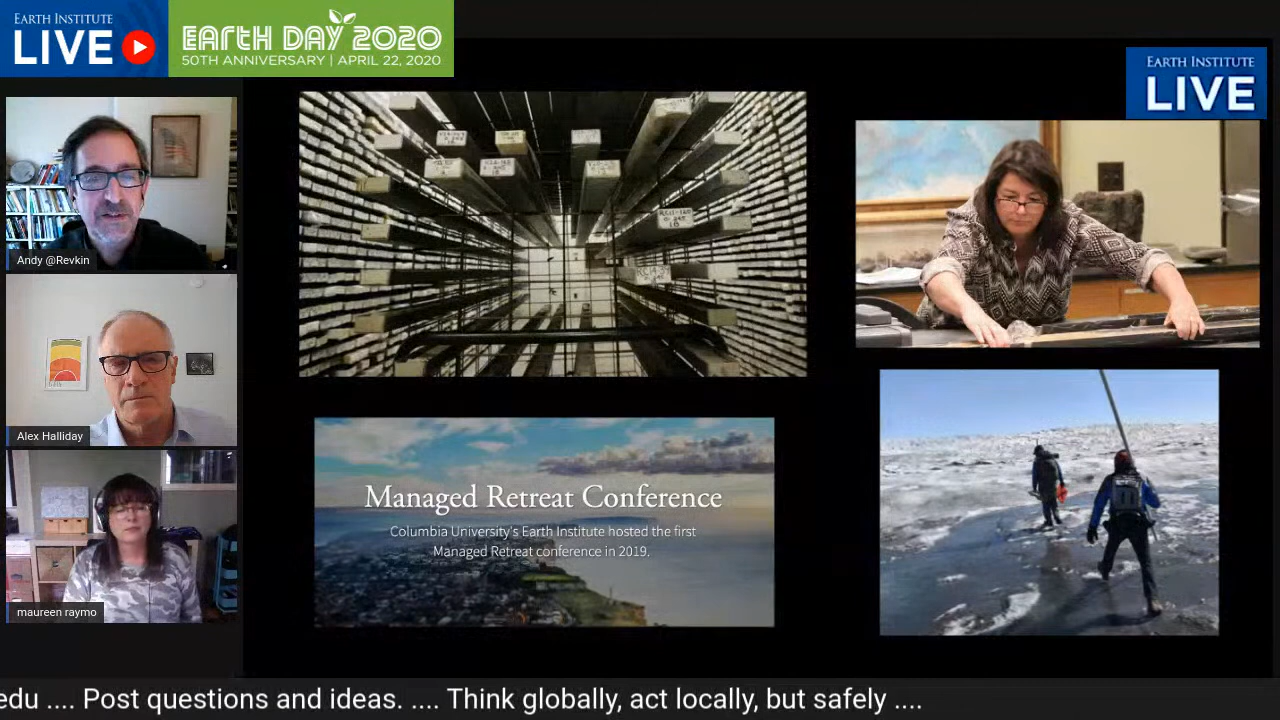 EARTH INSTITUTE
LIVE
EARTH DAY 2020
50TH ANNIVERSARY | APRIL 22, 2020
EARTH INSTITUTE
LIVE
Andy @Revkin
Alex Halliday
maureen raymo
Managed Retreat Conference
Columbia University's Earth Institute hosted the first
Managed Retreat conference in 2019.
edu .... Post questions and ideas. .... Think globally, act locally, but safely ....